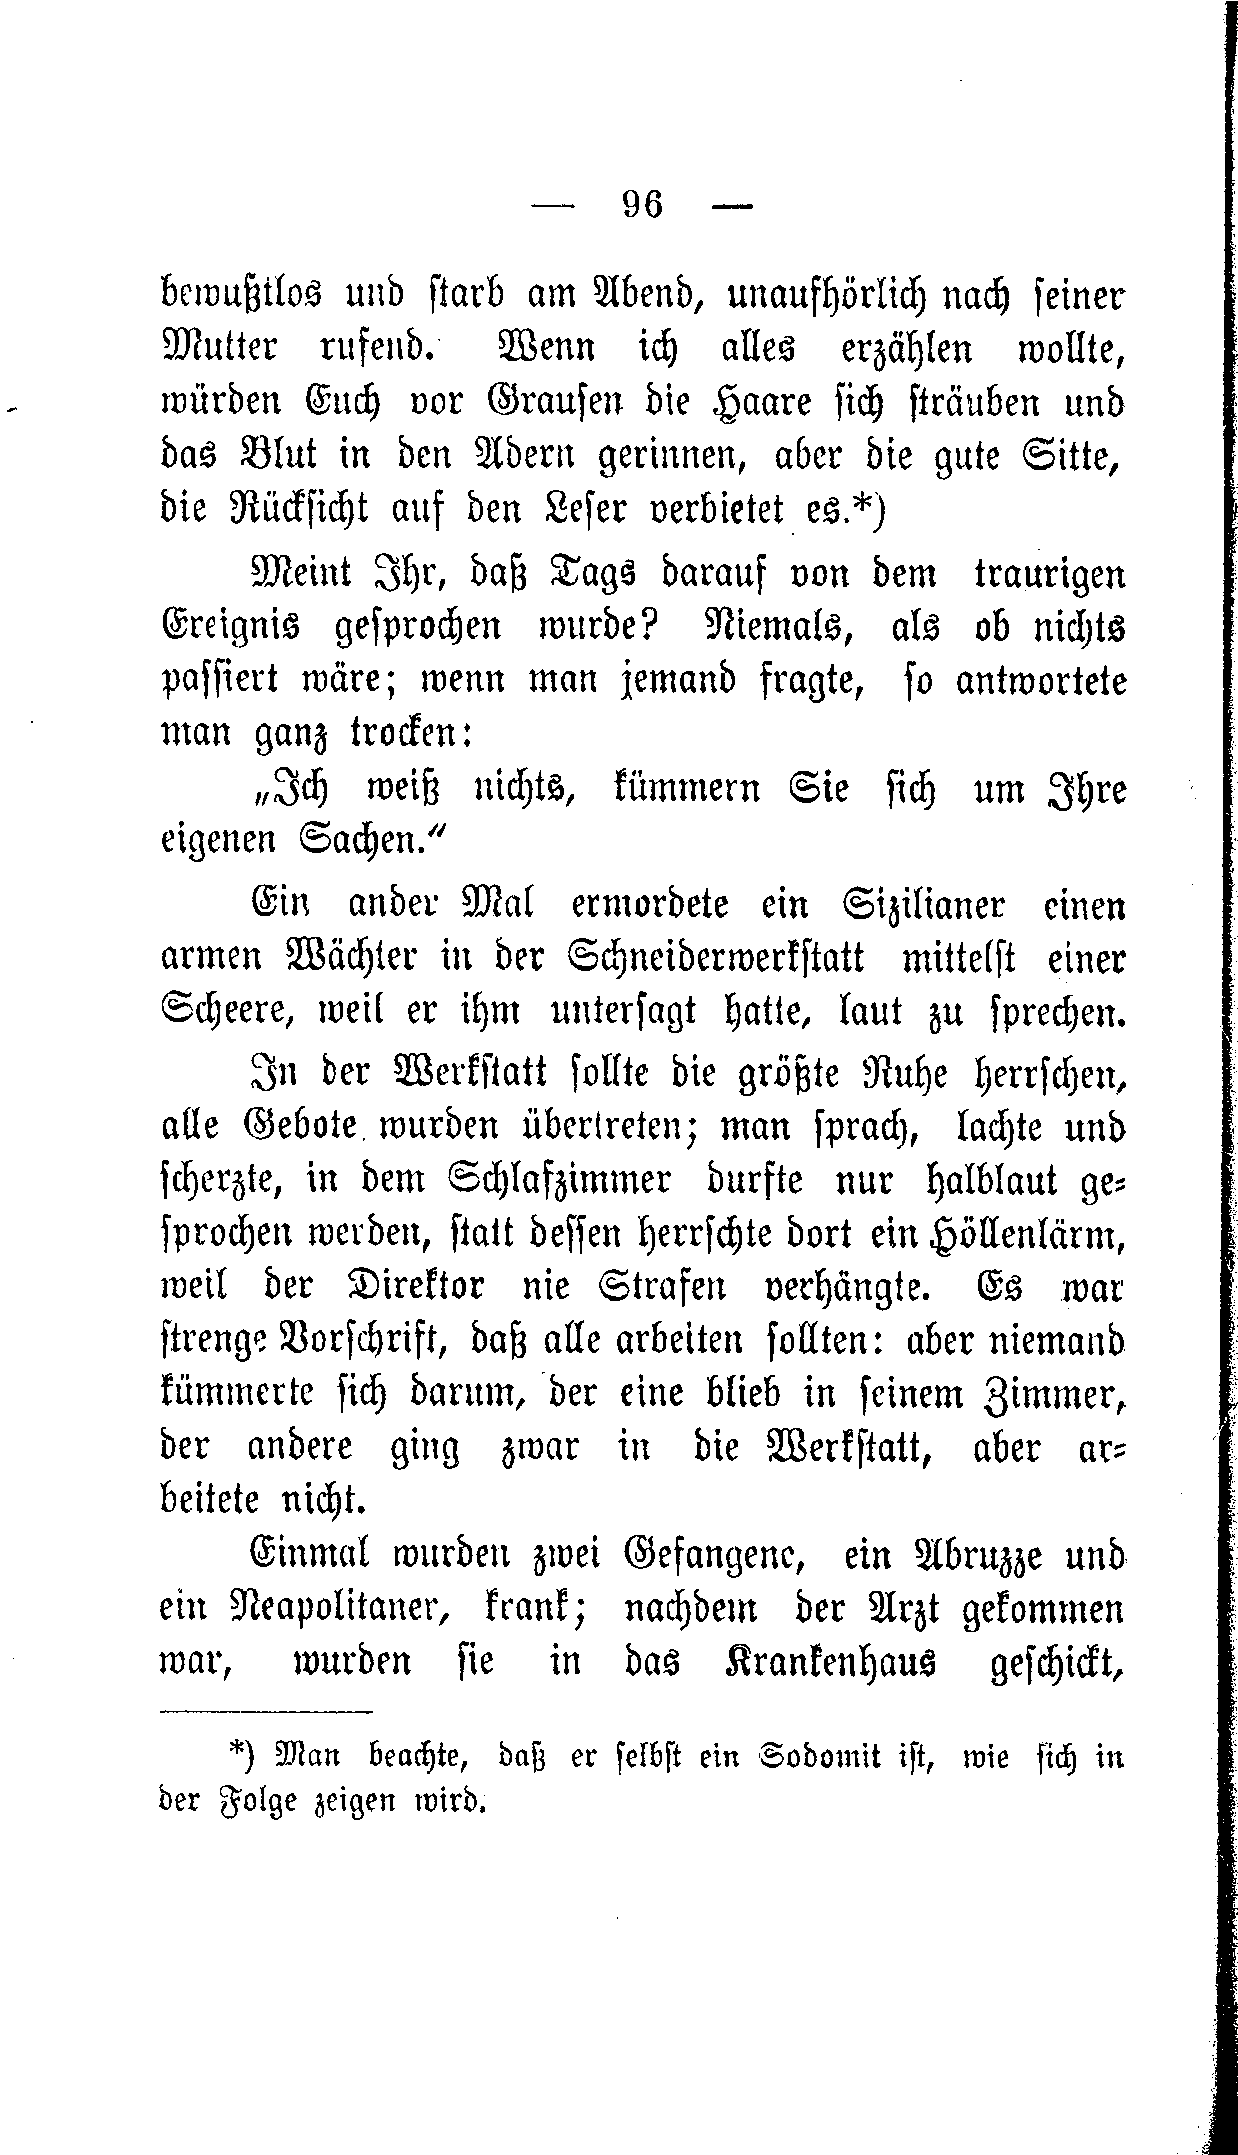 — 96 —
bewußtlos und starb am Abend, unaufhörlich nach seiner
Mutter rufend. Wenn ich alles erzählen wollte,
würden Euch vor Grausen die Haare sich sträuben und
das Blut in den Adern gerinnen, aber die gute Sitte,
die Rücksicht auf den Leser verbietet es.*)
Meint Ihr, daß Tags darauf von dem traurigen
Ereignis gesprochen wurde? Niemals, als ob nichts
passiert wäre; wenn man jemand fragte, so antwortete
man ganz trocken:
„Ich weiß nichts, kümmern Sie sich um Ihre
eigenen Sachen.“
Ein ander Mal ermordete ein Sizilianer einen
armen Wächter in der Schneiderwerkstatt mittelst einer
Scheere, weil er ihm untersagt hatte, laut zu sprechen.
In der Werkstatt sollte die größte Ruhe herrschen,
alle Gebote wurden übertreten; man sprach, lachte und
scherzte, in dem Schlafzimmer durfte nur halblaut ge-
sprochen werden, statt dessen herrschte dort ein Höllenlärm,
weil der Direktor nie Strafen verhängte. Es war
strenge Vorschrift, daß alle arbeiten sollten: aber niemand
kümmerte sich darum, der eine blieb in seinem Zimmer,
der andere ging zwar in die Werkstatt, aber ar-
beitete nicht.
Einmal wurden zwei Gefangene, ein Abruzze und
ein Neapolitaner, krank; nachdem der Arzt gekommen
war, wurden sie in das Krankenhaus geschickt,
*) Man beachte, daß er selbst ein Sodomit ist, wie sich in
der Folge zeigen wird.